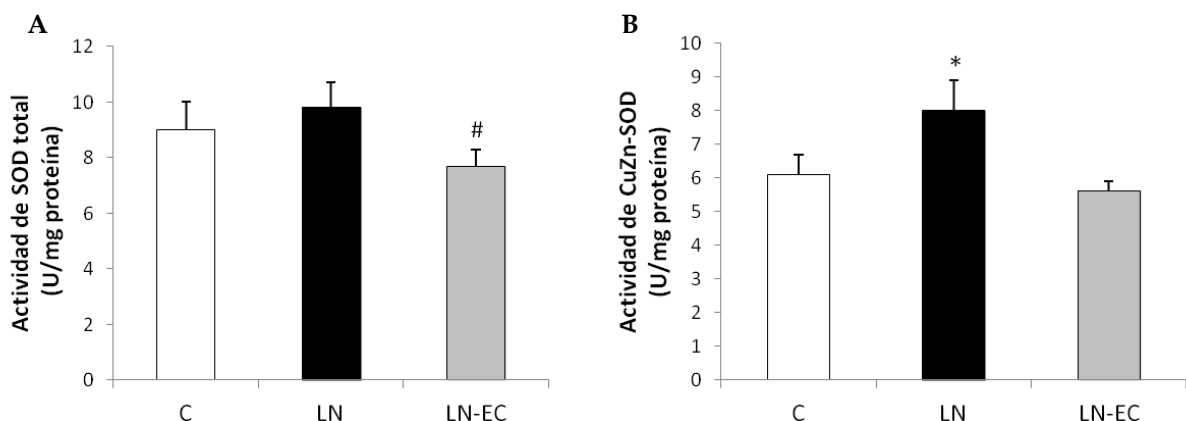 A
Actividad de SOD total
(U/mg proteína)
12
10
8
6
4
2
0
#
C
LN
LN-EC
B
Actividad de CuZn-SOD
(U/mg proteína)
10
9
8
7
6
5
4
3
2
1
0
*
C
LN
LN-EC